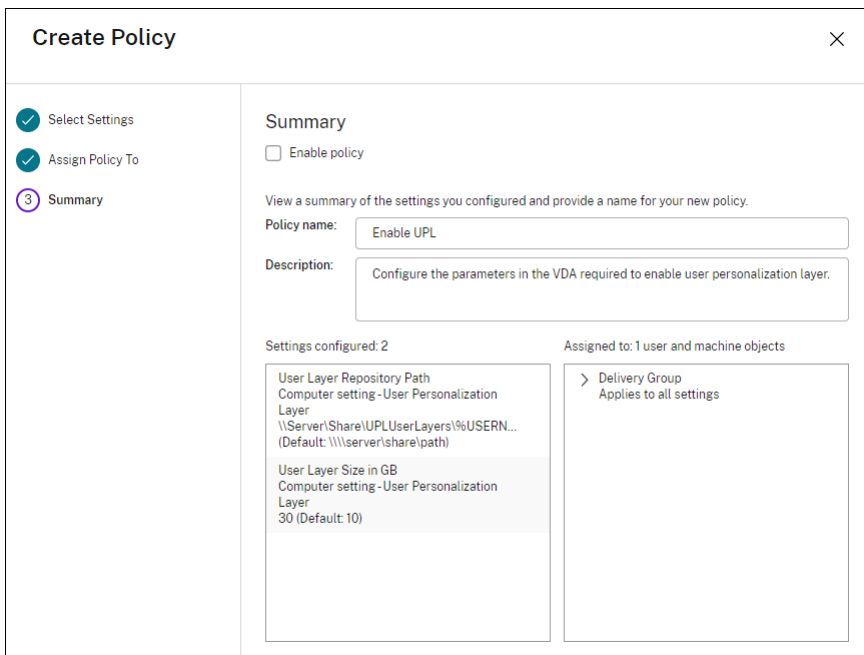 Create Policy
Select Settings
Assign Policy To
3 Summary
Summary
Enable policy
View a summary of the settings you configured and provide a name for your new policy.
Policy name:
Enable UPL
Description:
Configure the parameters in the VDA required to enable user personalization layer.
Settings configured: 2
User Layer Repository Path
Computer setting - User Personalization
Layer
\\Server\Share\UPLUserLayers\%USERN...
(Default: \\\\server\share\path)
User Layer Size in GB
Computer setting - User Personalization
Layer
30 (Default: 10)
Assigned to: 1 user and machine objects
Delivery Group
Applies to all settings